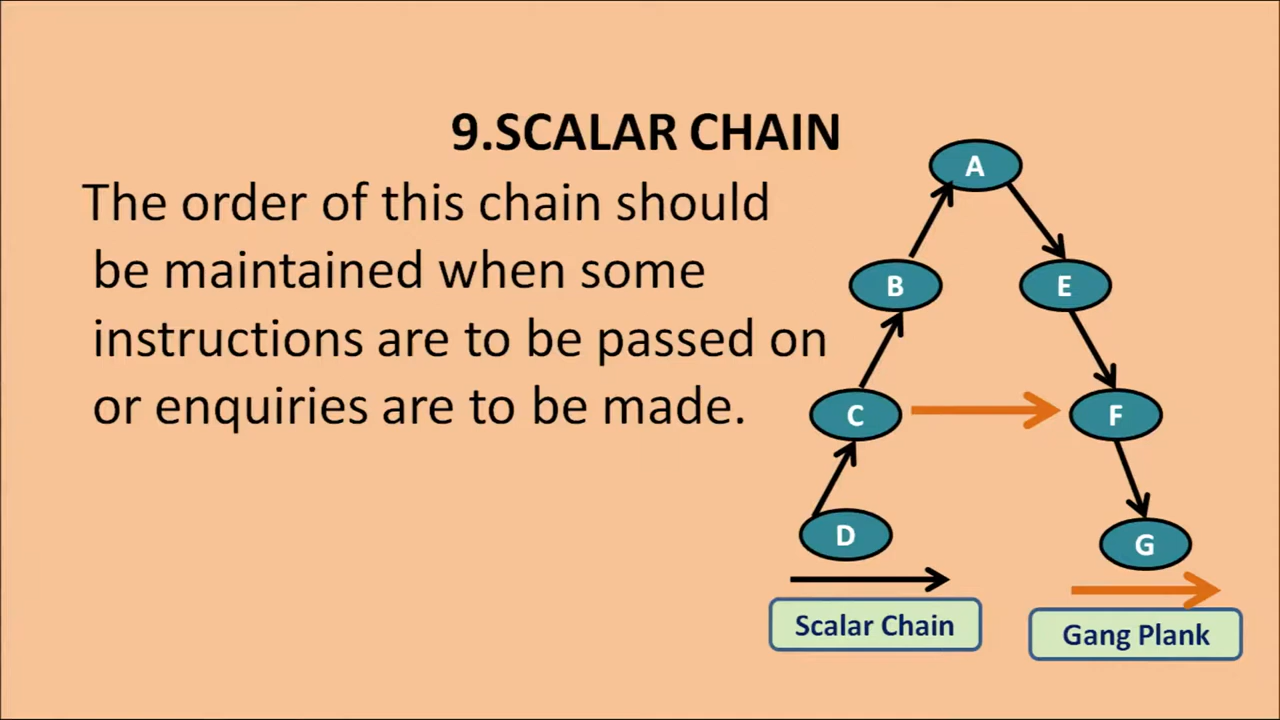 9.SCALAR CHAIN
The order of this chain should
be maintained when some
instructions are to be passed on
or enquiries are to be made.
A
B
E
C
F
D
G
Scalar Chain
Gang Plank